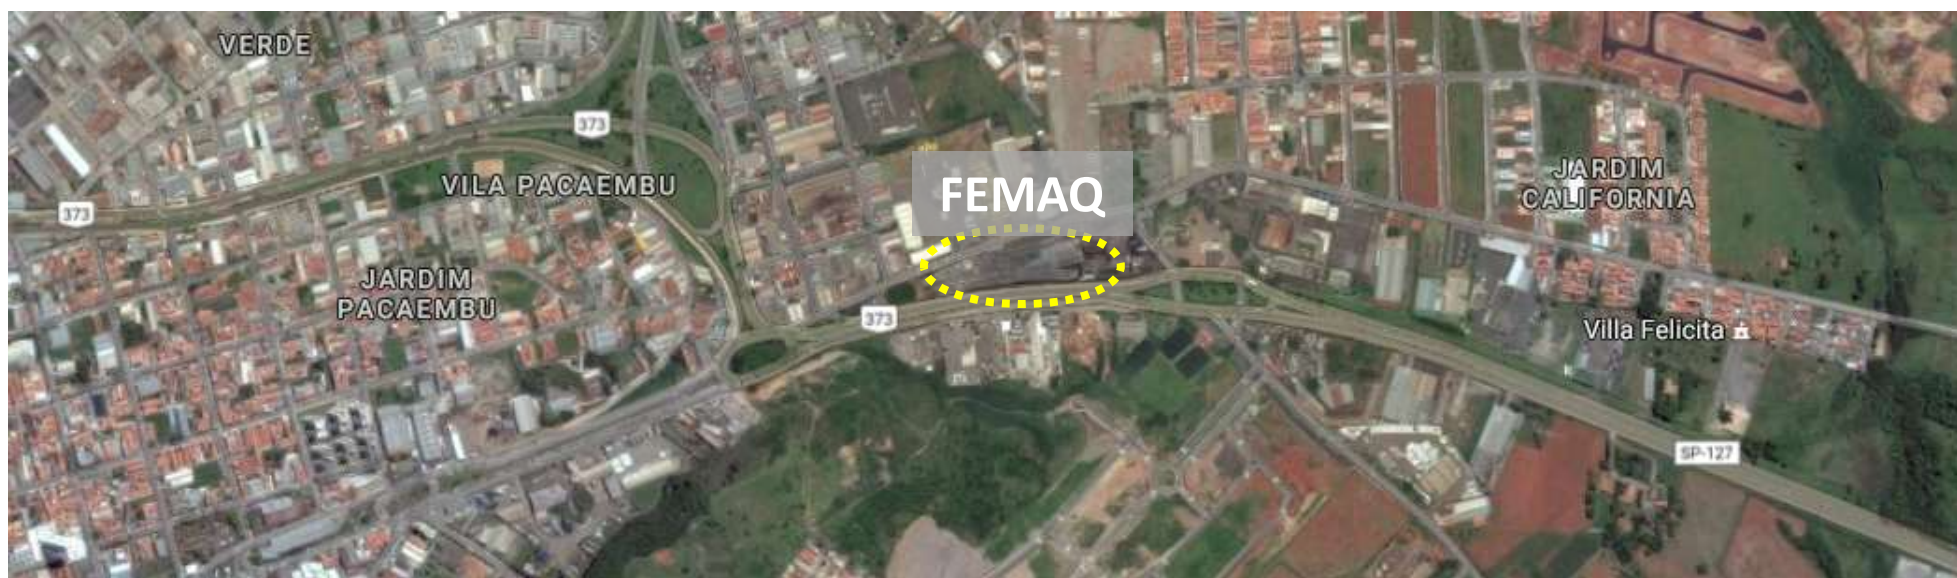 VERDE
373
VILA PACAEMBU
373
FEMAQ
JARDIM
CALIFORNIA
JARDIM
PACAEMBU
373
Villa Felicita
SP-127